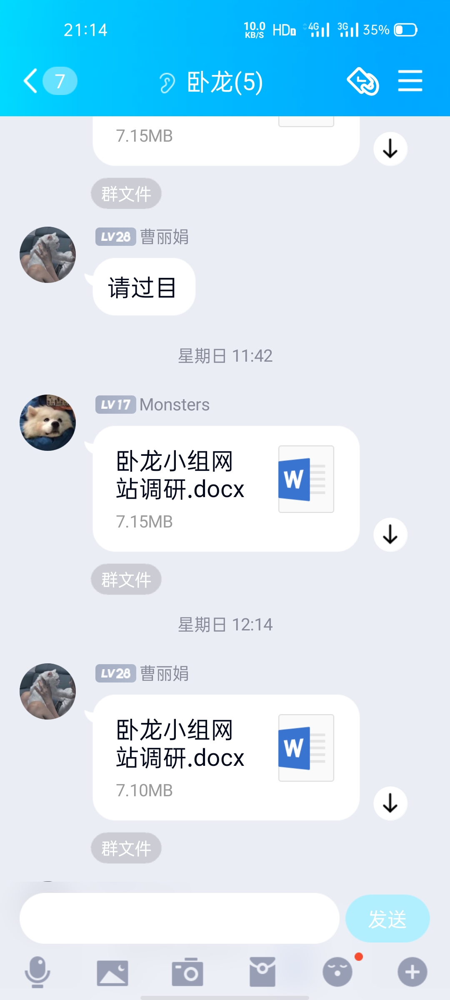 21:14
10.0 KB/S HD 4G 3G 35%
7
卧龙(5)
7.15MB
群文件
LV28 曹丽娟
请过目
星期日 11:42
LV17 Monsters
卧龙小组网
站调研.docx
W
7.15MB
群文件
星期日 12:14
LV28 曹丽娟
卧龙小组网
站调研.docx
W
7.10MB
群文件
发送